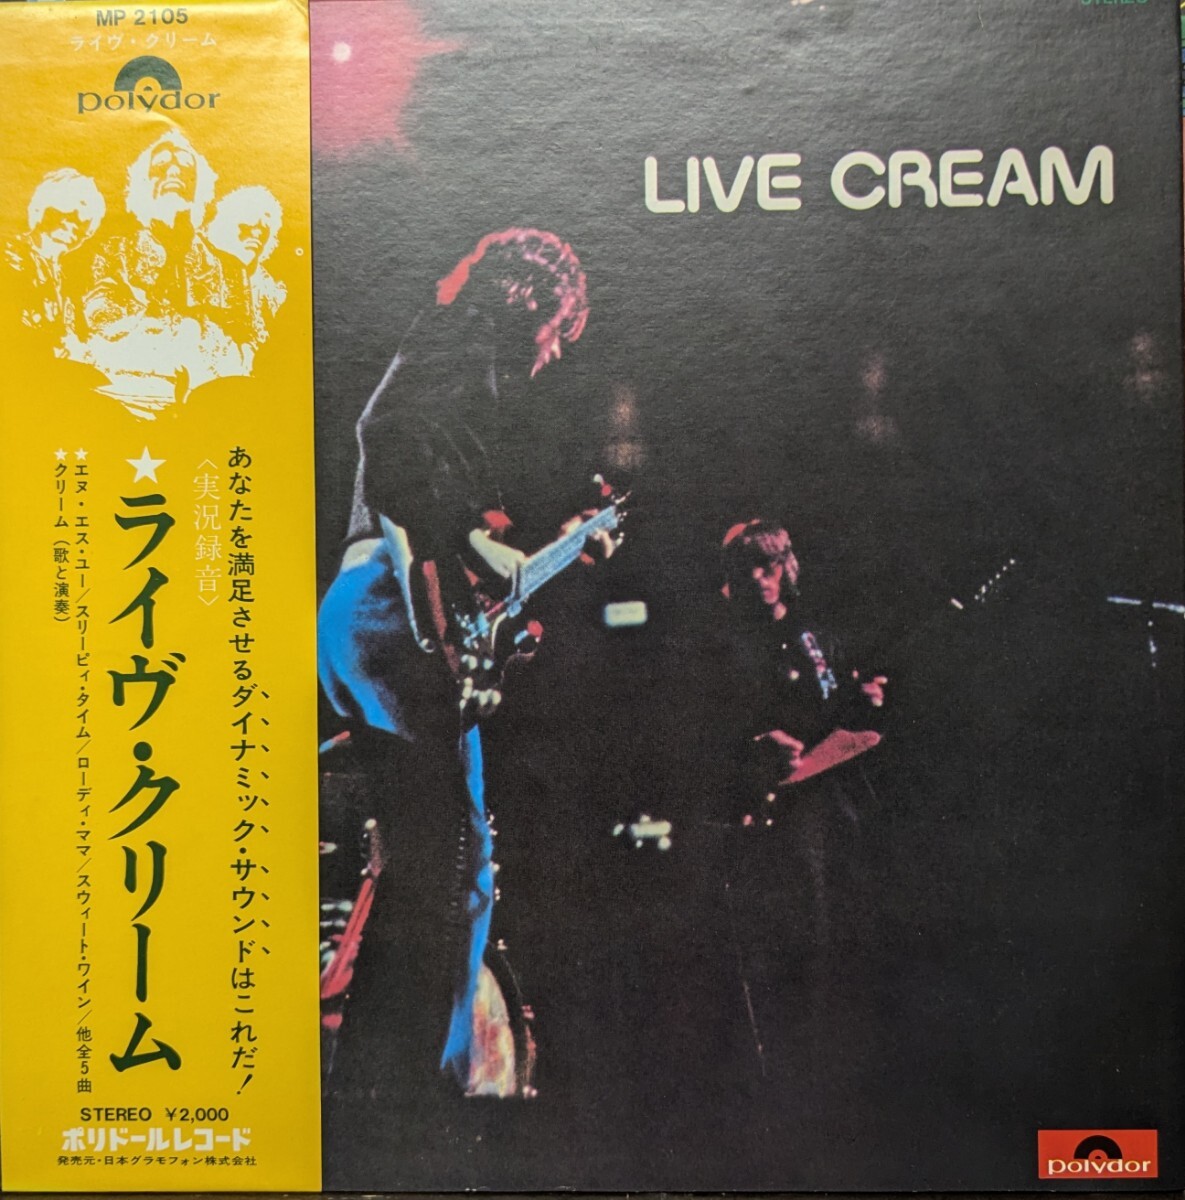 MP 2105
ライヴ・クリーム
polydor
あなたを満足させるダイナミック・サウンドはこれだ！
〈実況録音〉
★ライヴ・クリーム
★エヌ・エス・ユー/スリーピィ・タイム/ローディ・ママ/スウィート・ワイン/他全5曲
★クリーム（歌と演奏）
STEREO ¥2,000
ポリドールレコード
発売元・日本グラモフォン株式会社
STEREO
LIVE CREAM
polydor